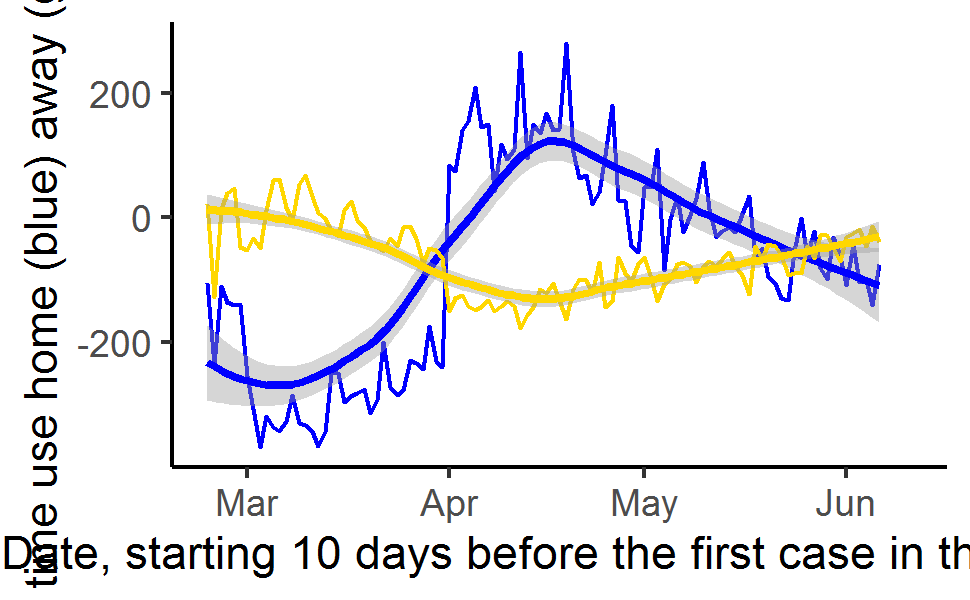 time use home (blue) away (g
200
0
-200
Mar Apr May Jun
Date, starting 10 days before the first case in th